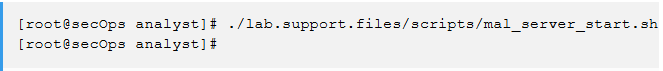 [root@secOps analyst]# ./lab.support.files/scripts/mal_server_start.sh
[root@secOps analyst]#